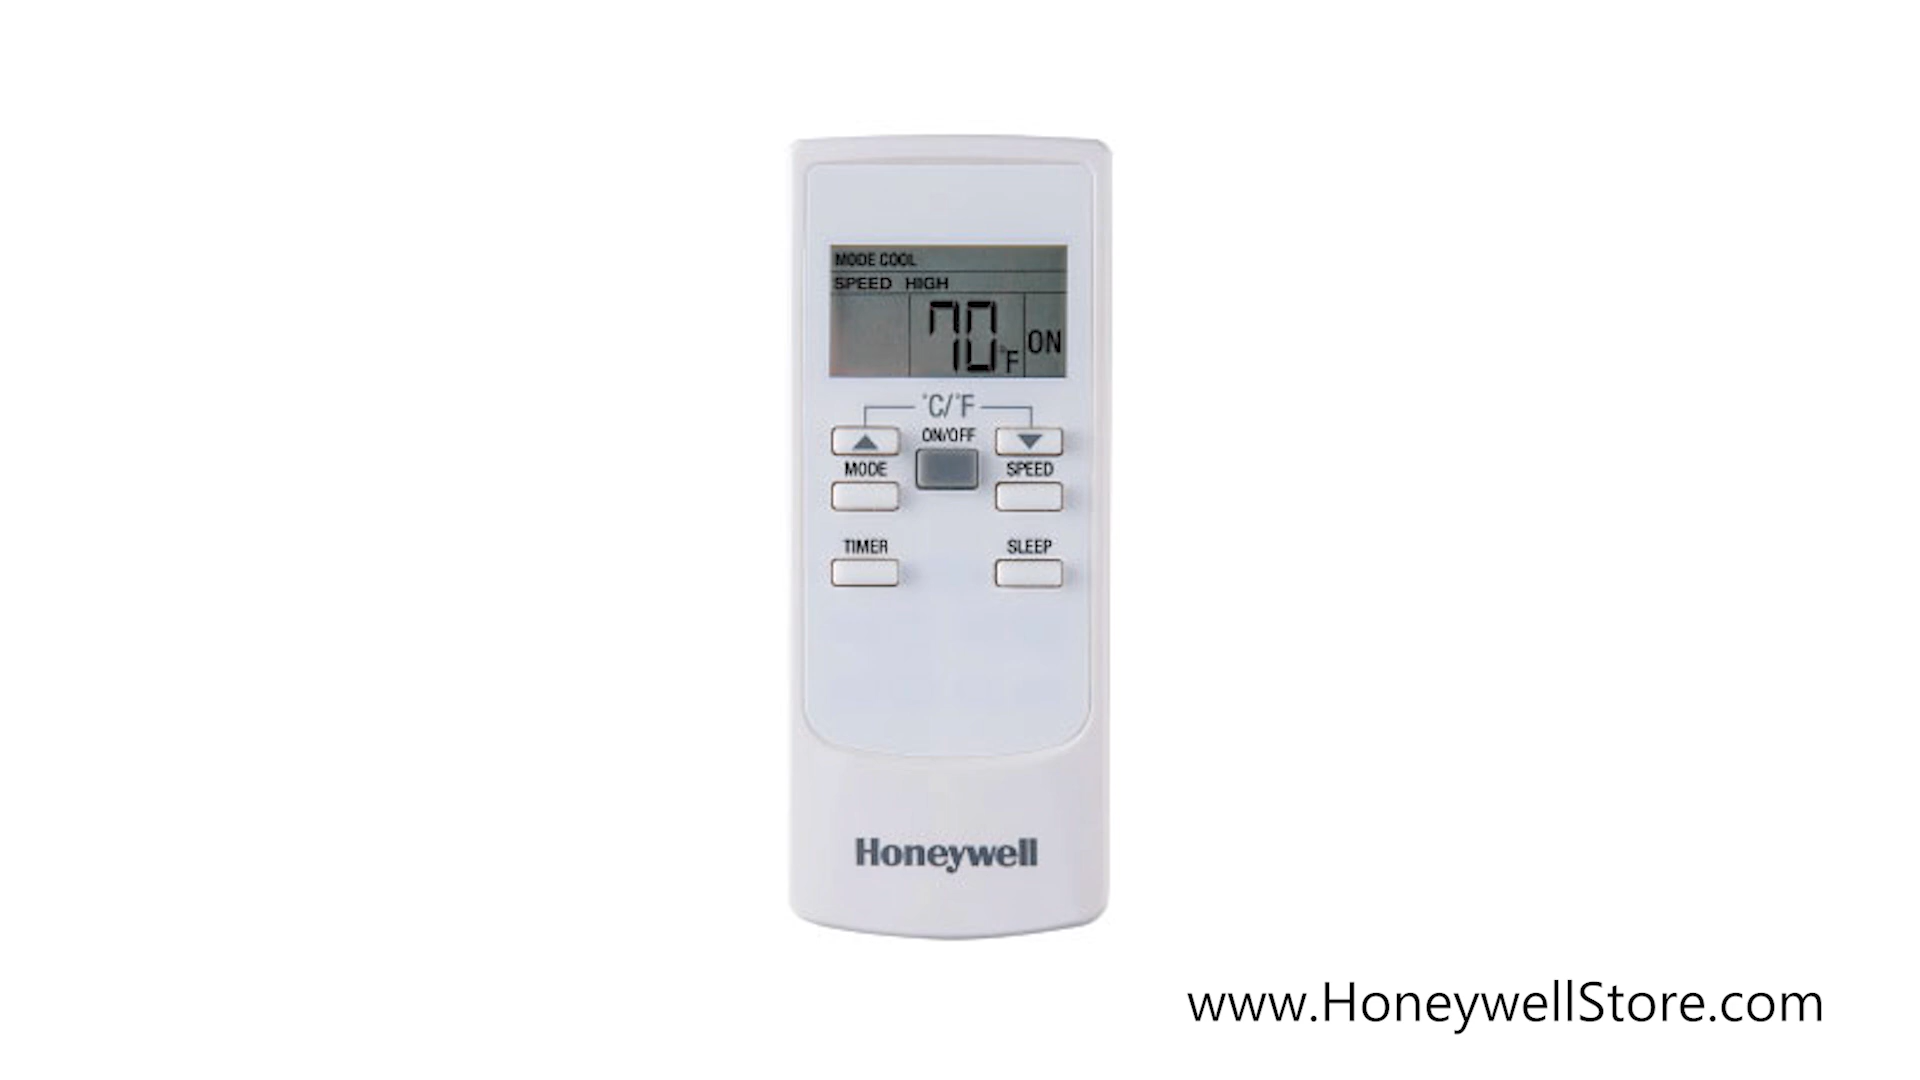 MODE COOL
SPEED HIGH
70°F ON
°C/°F
ON/OFF
MODE SPEED
TIMER SLEEP
Honeywell
www.HoneywellStore.com